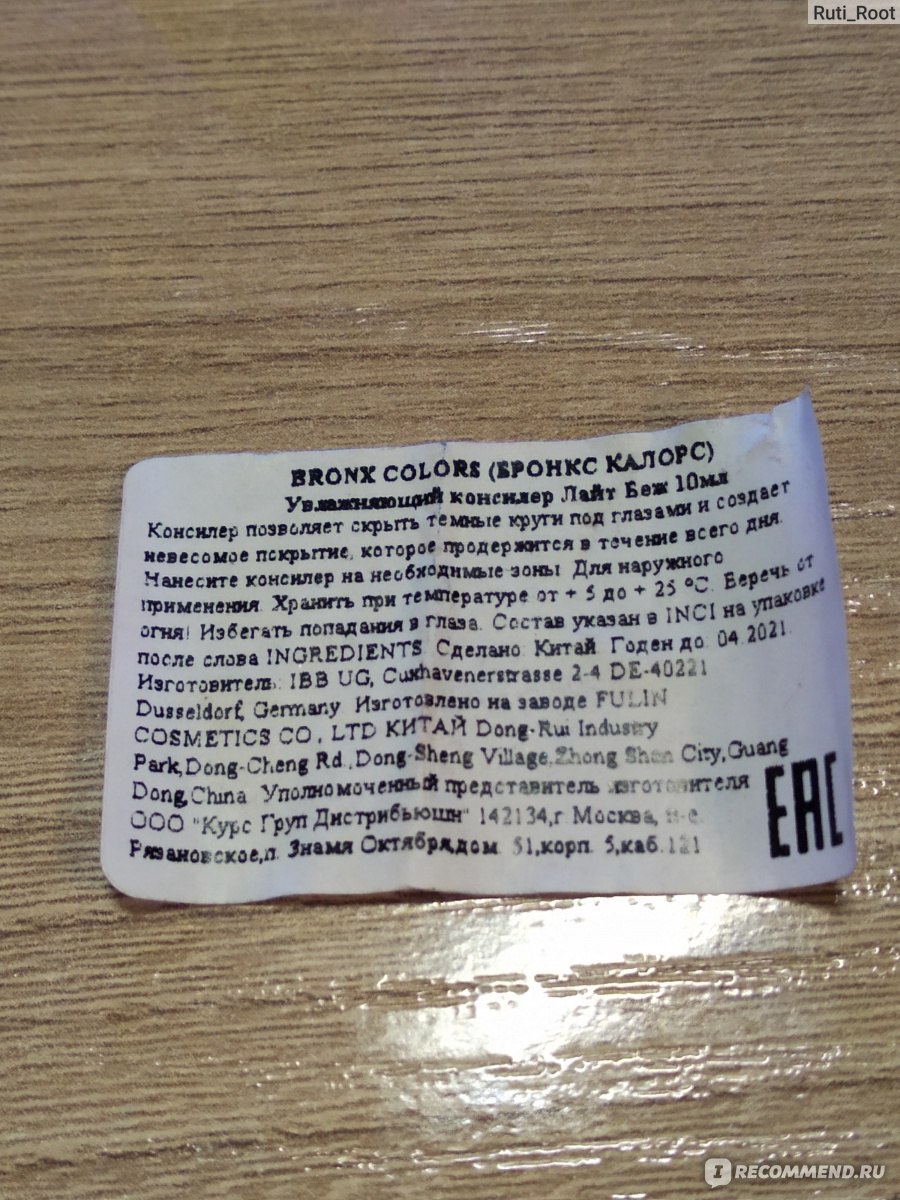 Ruti_Root
BRONX COLORS (БРОНКС КАЛОРС)
Увлажняющий консилер Лайт Беж 10мл
Консилер позволяет скрыть темные круги под глазами и создает
невесомое покрытие, которое продержится в течение всего дня.
Нанесите консилер на необходимые зоны. Для наружного
применения. Хранить при температуре от + 5 до + 25 °С. Беречь от
огня! Избегать попадания в глаза. Состав указан в INCI на упаковке
после слова INGREDIENTS. Сделано: Китай. Годен до: 04.2021.
Изготовитель: IBB UG, Cuxhavenerstrasse 2-4 DE-40221
Dusseldorf, Germany. Изготовлено на заводе FULIN
COSMETICS CO., LTD КИТАЙ Dong-Rui Industry
Park,Dong-Cheng Rd.,Dong-Sheng Village,Zhong Shan City,Guang
Dong,China. Уполномоченный представитель изготовителя
ООО "Курс Груп Дистрибьюшн" 142134,г. Москва, п-е.
Рязановское,п. Знамя Октября,дом. 31,корп. 5,каб.121
EAC
IRECOMMEND.RU